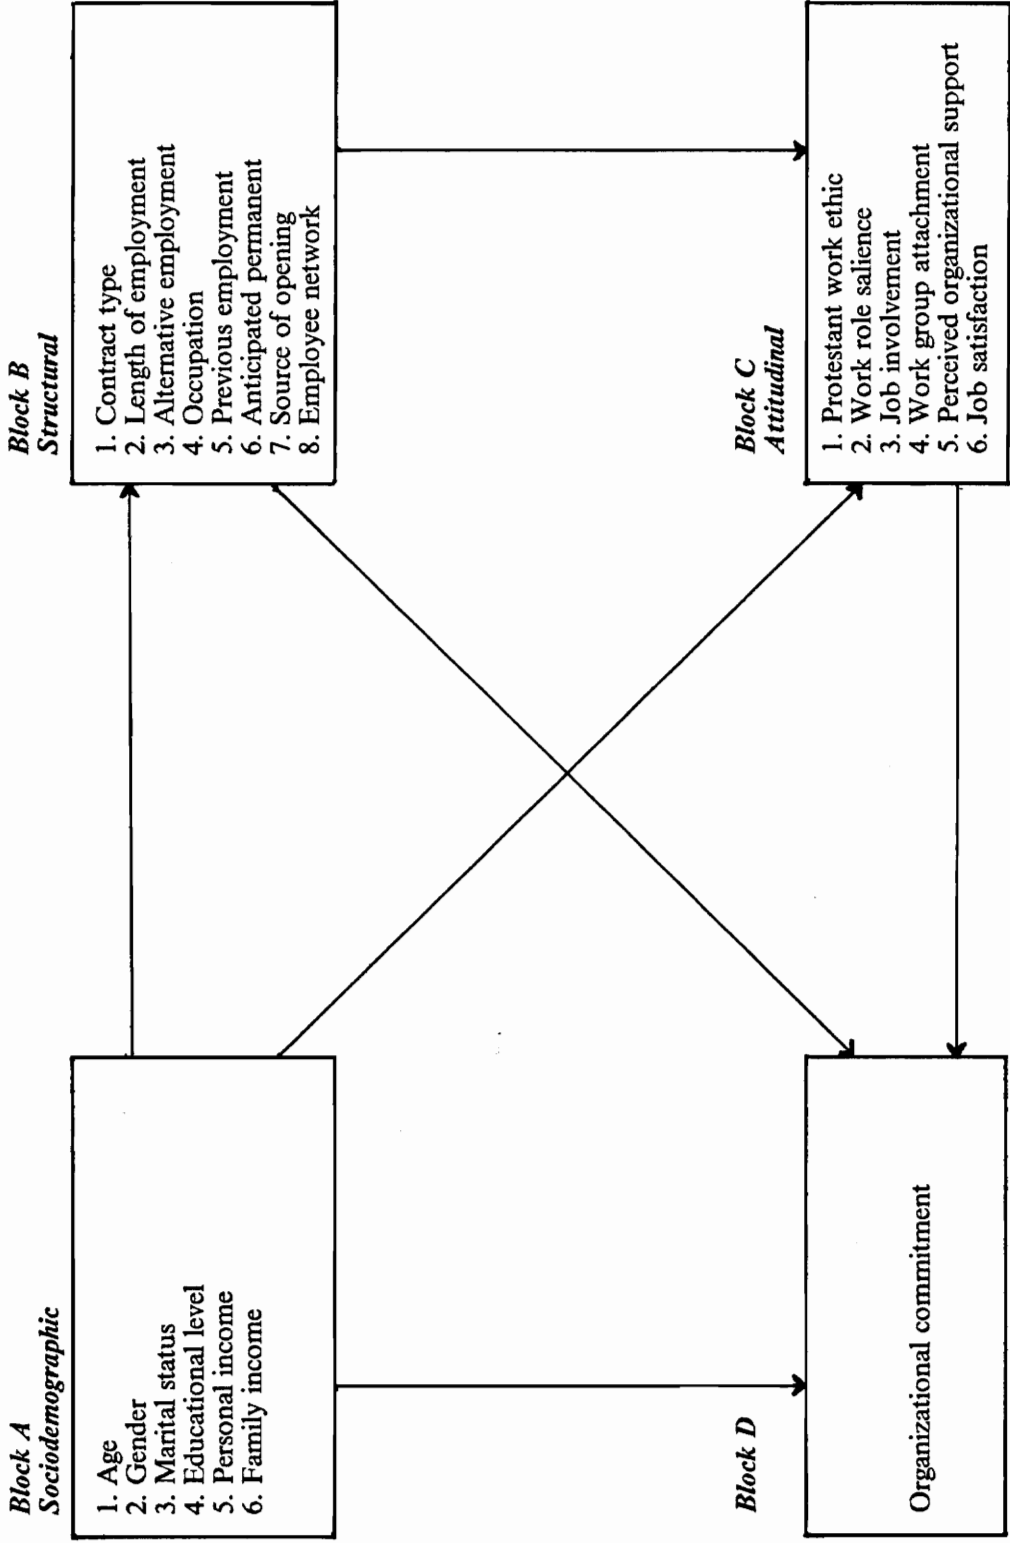 Block A
Sociodemographic
1. Age
2. Gender
3. Marital status
4. Educational level
5. Personal income
6. Family income
Block B
Structural
1. Contract type
2. Length of employment
3. Alternative employment
4. Occupation
5. Previous employment
6. Anticipated permanent
7. Source of opening
8. Employee network
Block D
Organizational commitment
Block C
Attitudinal
1. Protestant work ethic
2. Work role salience
3. Job involvement
4. Work group attachment
5. Perceived organizational support
6. Job satisfaction